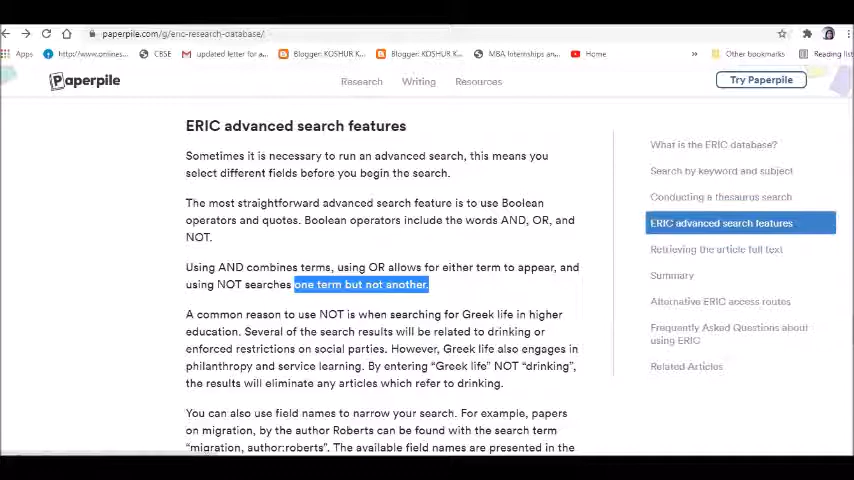 paperpile.com/g/eric-research-database/
Apps
http://www.onlines...
CBSE
updated letter for a...
Blogger: KOSHUR K...
Blogger: KOSHUR K...
MBA Internships an...
Home
»
Other bookmarks
Reading list
Paperpile
Research
Writing
Resources
Try Paperpile
ERIC advanced search features
Sometimes it is necessary to run an advanced search, this means you
select different fields before you begin the search.
The most straightforward advanced search feature is to use Boolean
operators and quotes. Boolean operators include the words AND, OR, and
NOT.
Using AND combines terms, using OR allows for either term to appear, and
using NOT searches one term but not another.
A common reason to use NOT is when searching for Greek life in higher
education. Several of the search results will be related to drinking or
enforced restrictions on social parties. However, Greek life also engages in
philanthropy and service learning. By entering “Greek life” NOT “drinking”,
the results will eliminate any articles which refer to drinking.
You can also use field names to narrow your search. For example, papers
on migration, by the author Roberts can be found with the search term
“migration, author:roberts”. The available field names are presented in the
What is the ERIC database?
Search by keyword and subject
Conducting a thesaurus search
ERIC advanced search features
Retrieving the article full text
Summary
Alternative ERIC access routes
Frequently Asked Questions about
using ERIC
Related Articles